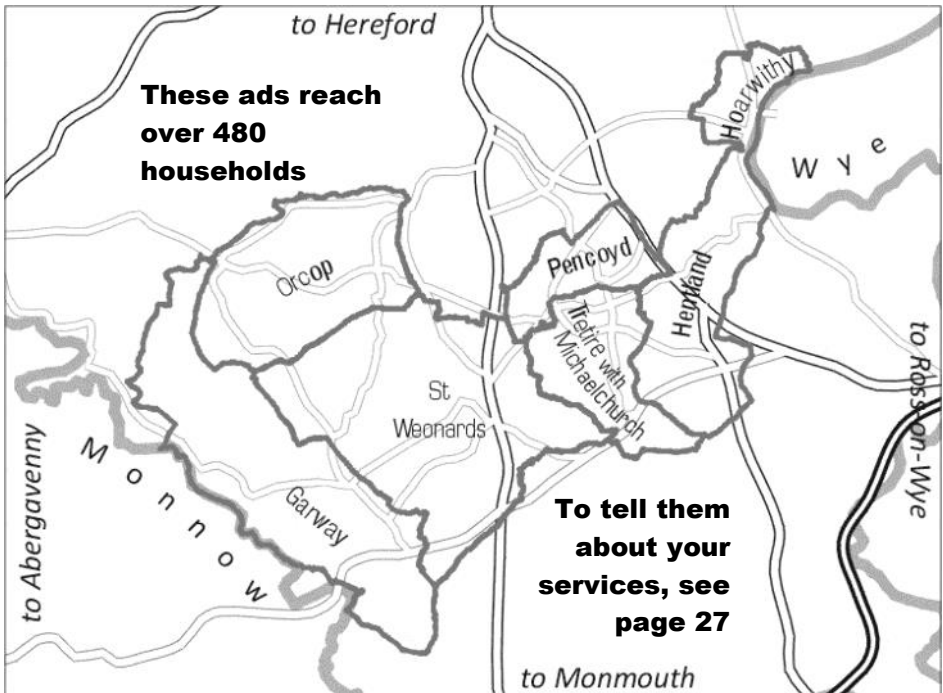 to Hereford
These ads reach
over 480
households
Hoarwithy
Wye
Orcop
Pencoyd
Hentland
Tretire with
Michaelchurch
St
Weonards
to Ross-on-Wye
to Abergavenny
Monnow
Garway
To tell them
about your
services, see
page 27
to Monmouth